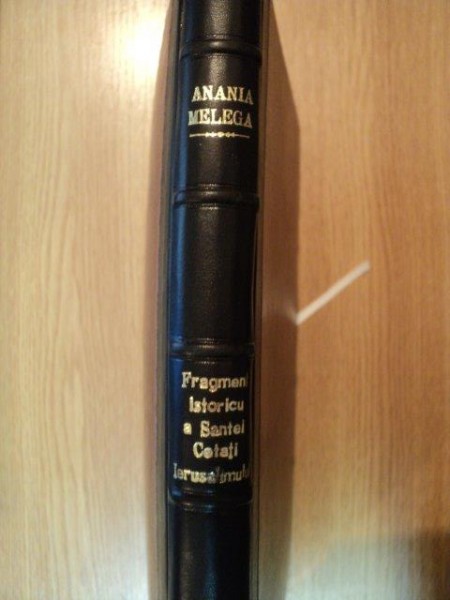 ANANIA
MELEGA
Fragment
Istoricu
a Santei
Cetați
Ierusalimului